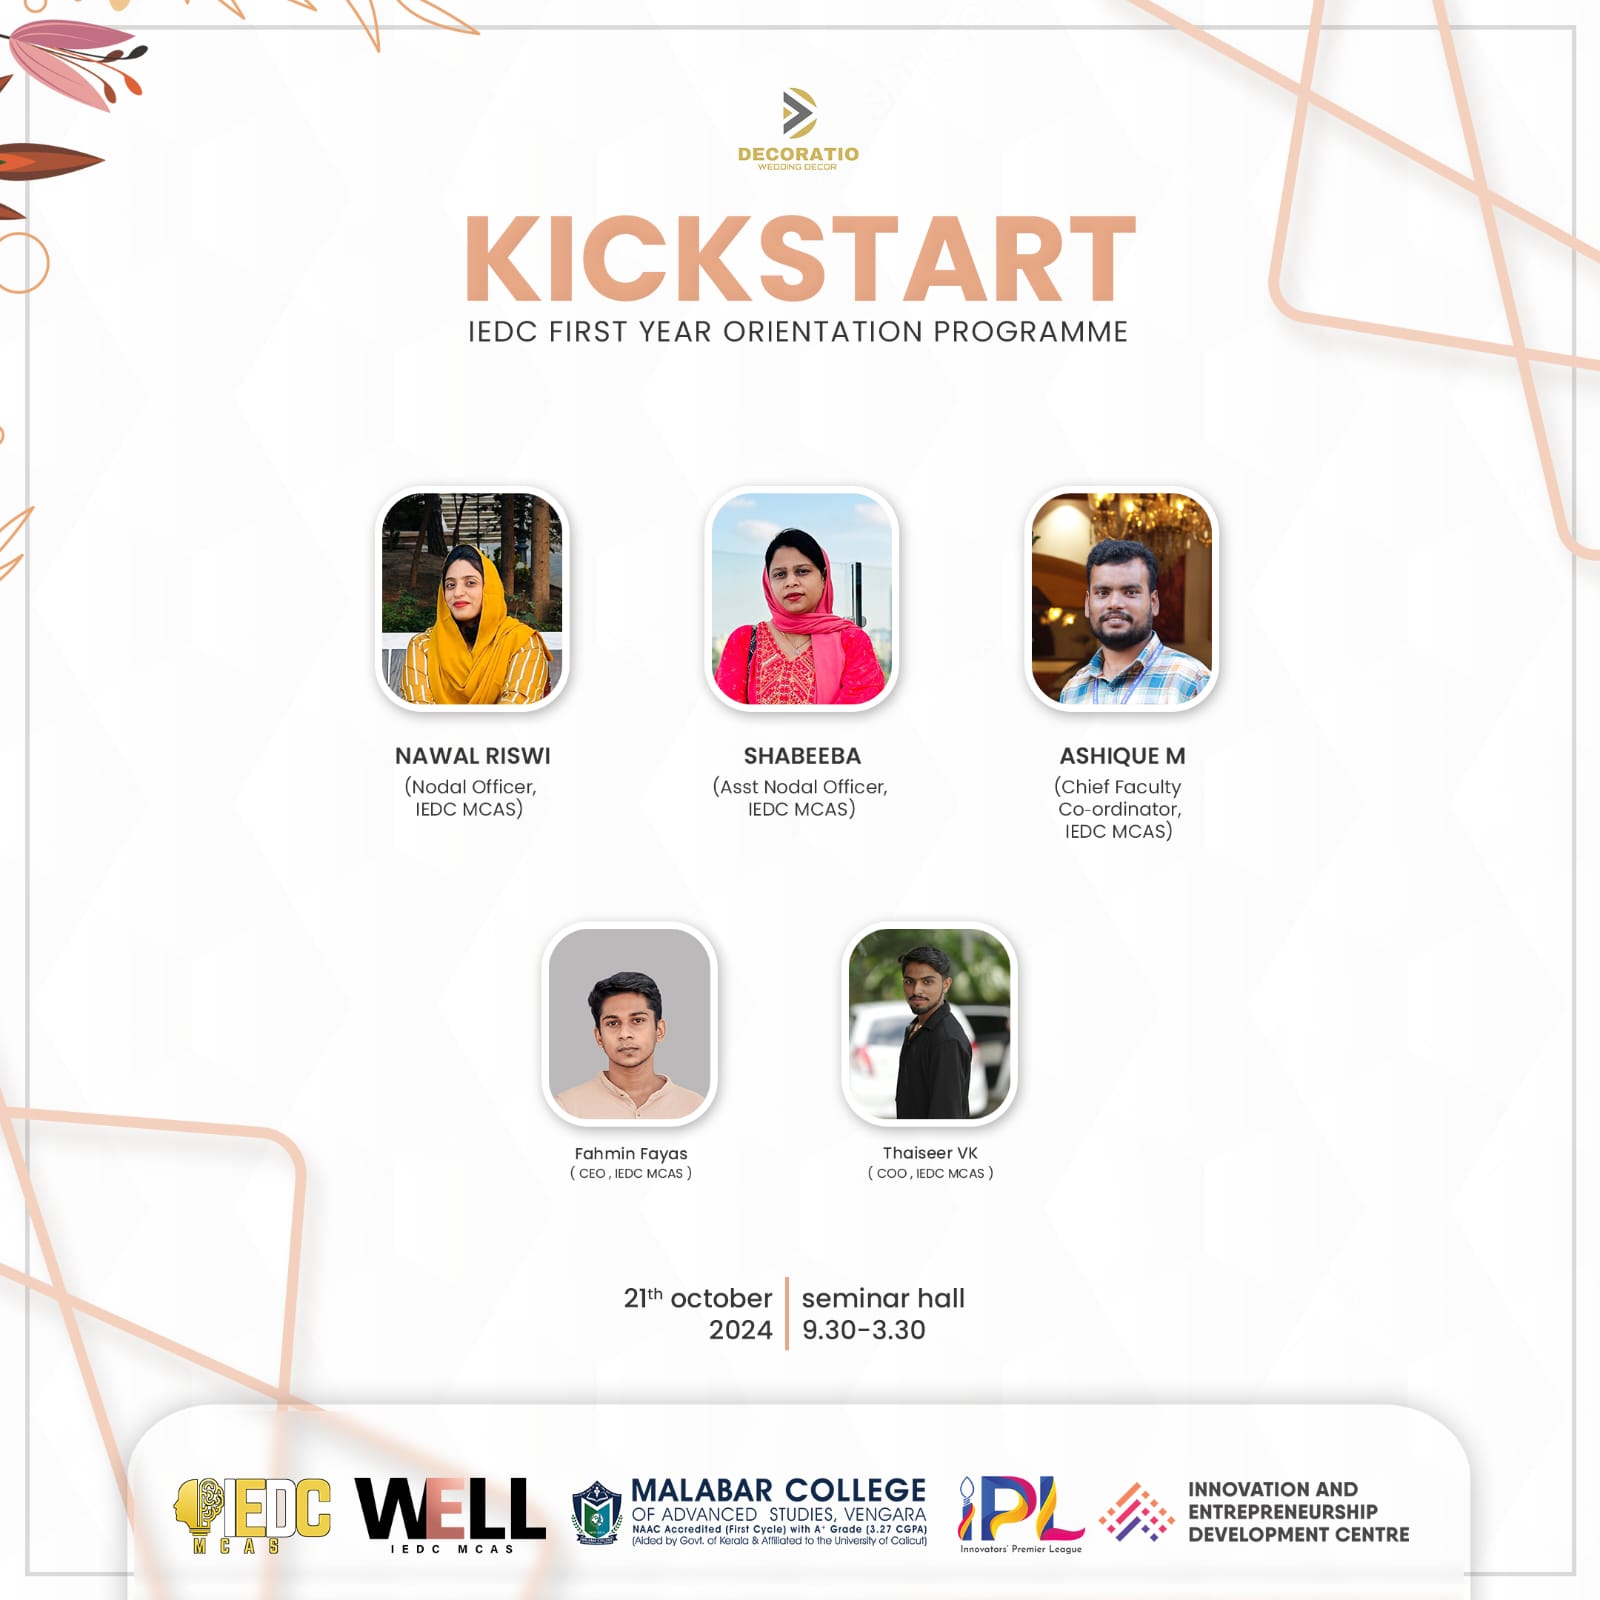 DECORATIO
WEDDING DECOR
KICKSTART
IEDC FIRST YEAR ORIENTATION PROGRAMME
NAWAL RISWI
(Nodal Officer,
IEDC MCAS)
SHABEEBA
(Asst Nodal Officer,
IEDC MCAS)
ASHIQUE M
(Chief Faculty
Co-ordinator,
IEDC MCAS)
Fahmin Fayas
( CEO , IEDC MCAS )
Thaiseer VK
( COO , IEDC MCAS )
21th october
2024
seminar hall
9.30-3.30
IEDC
MCAS
WELL
IEDC MCAS
MALABAR COLLEGE
OF ADVANCED STUDIES, VENGARA
NAAC Accredited (First Cycle) with A+ Grade (3.27 CGPA)
(Aided by Govt. of Kerala & Affiliated to the University of Calicut)
iPL
Innovators' Premier League
INNOVATION AND
ENTREPRENEURSHIP
DEVELOPMENT CENTRE